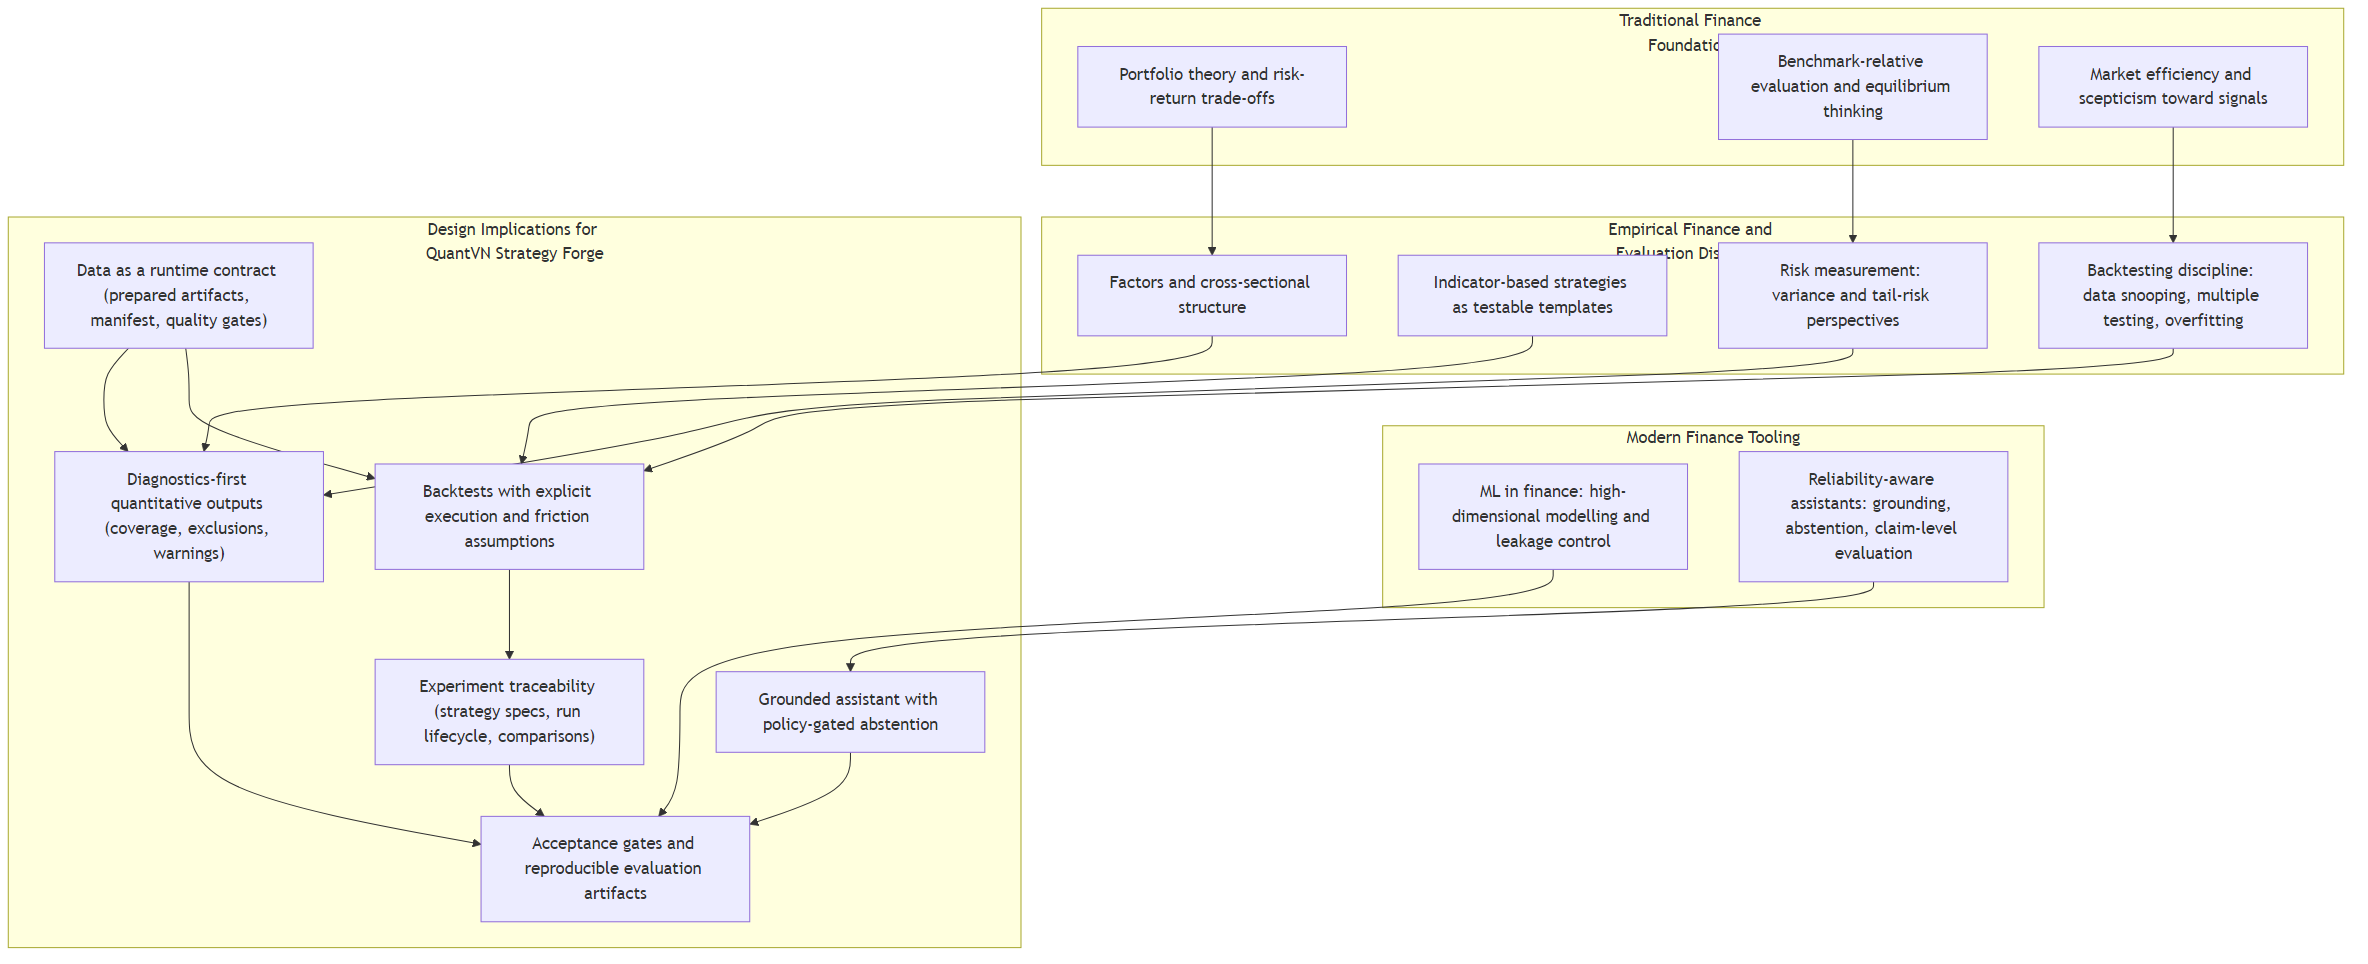 Traditional Finance
Foundatio
Portfolio theory and risk-
return trade-offs
Benchmark-relative
evaluation and equilibrium
thinking
Market efficiency and
scepticism toward signals
Design Implications for
QuantVN Strategy Forge
Data as a runtime contract
(prepared artifacts,
manifest, quality gates)
Empirical Finance and
Evaluation Dis
Factors and cross-sectional
structure
Indicator-based strategies
as testable templates
Risk measurement:
variance and tail-risk
perspectives
Backtesting discipline:
data snooping, multiple
testing, overfitting
Diagnostics-first
quantitative outputs
(coverage, exclusions,
warnings)
Backtests with explicit
execution and friction
assumptions
Modern Finance Tooling
ML in finance: high-
dimensional modelling and
leakage control
Reliability-aware
assistants: grounding,
abstention, claim-level
evaluation
Experiment traceability
(strategy specs, run
lifecycle, comparisons)
Grounded assistant with
policy-gated abstention
Acceptance gates and
reproducible evaluation
artifacts